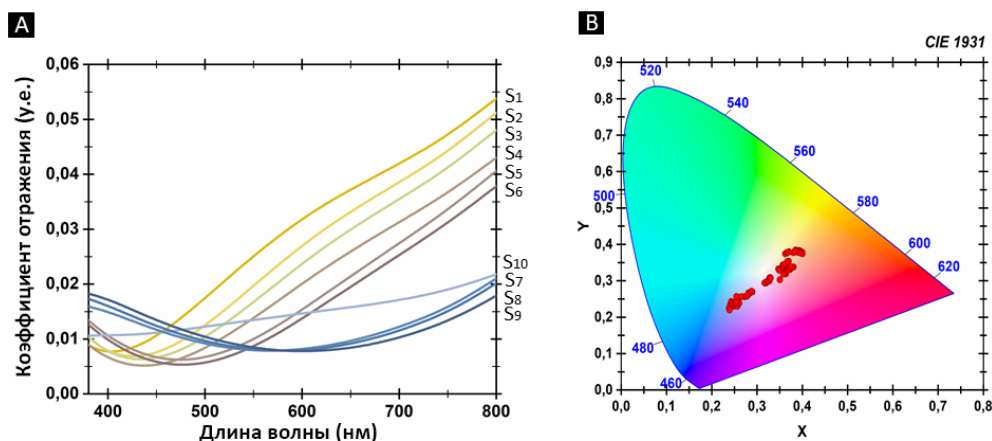 A
Коэффициент отражения (у.е.)
0,06
0,05
0,04
0,03
0,02
0,01
0,00
400 500 600 700 800
Длина волны (нм)
S1
S2
S3
S4
S5
S6
S10
S7
S8
S9
B
CIE 1931
Y
0,9
0,8
0,7
0,6
0,5
0,4
0,3
0,2
0,1
0,0
0,0 0,1 0,2 0,3 0,4 0,5 0,6 0,7 0,8
X
520
540
560
580
600
620
500
480
460